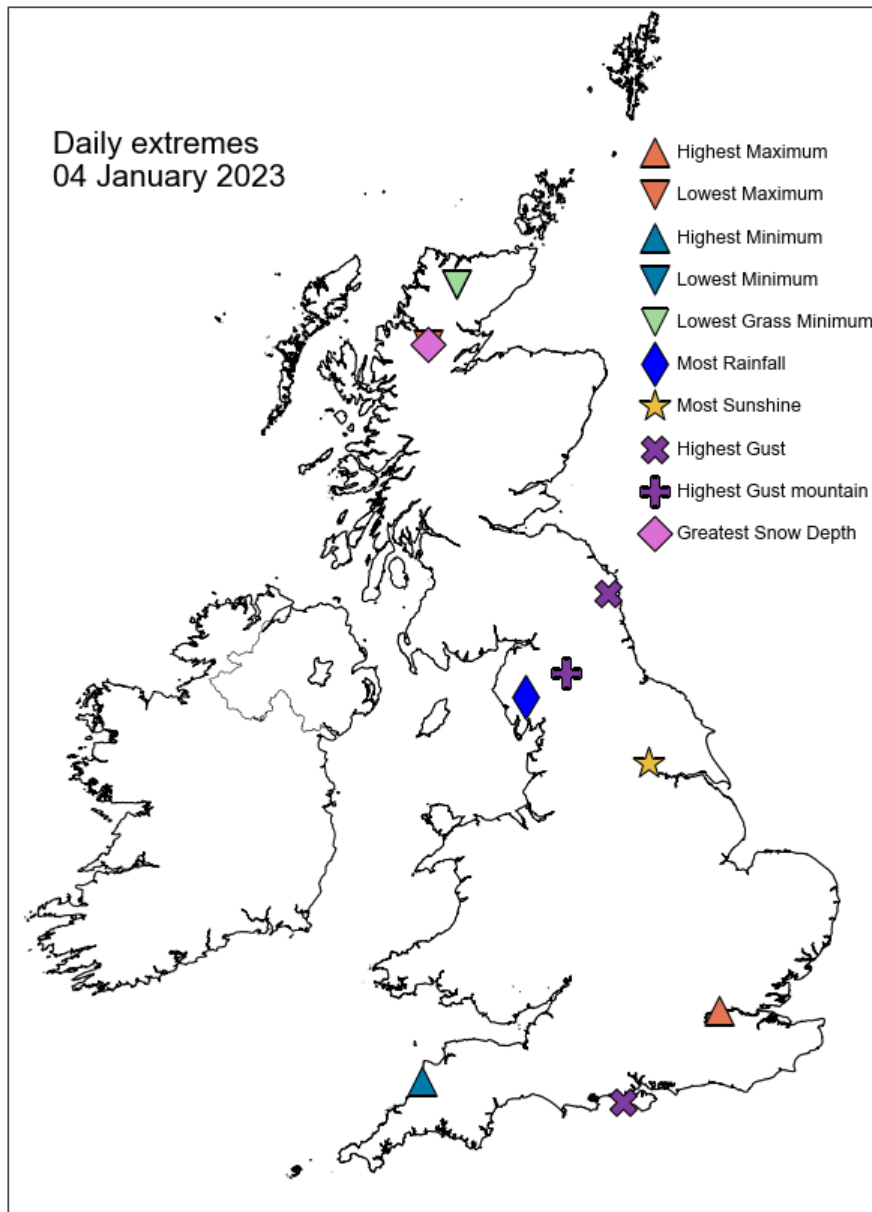 Daily extremes
04 January 2023
Highest Maximum
Lowest Maximum
Highest Minimum
Lowest Minimum
Lowest Grass Minimum
Most Rainfall
Most Sunshine
Highest Gust
Highest Gust mountain
Greatest Snow Depth